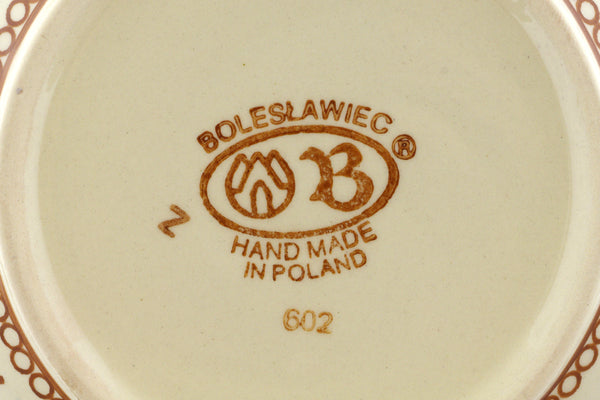 BOLESŁAWIEC
®
B
HAND MADE
IN POLAND
Z
602